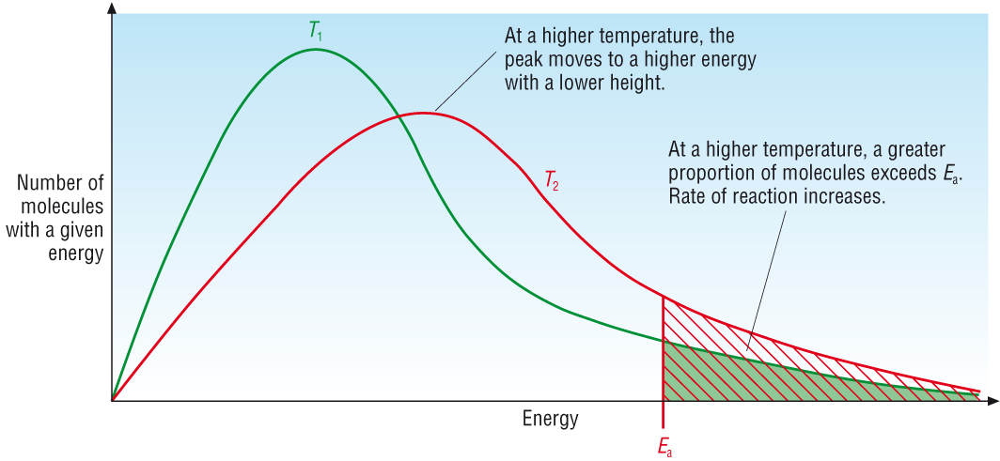 T₁
At a higher temperature, the
peak moves to a higher energy
with a lower height.
At a higher temperature, a greater
proportion of molecules exceeds Eₐ.
Rate of reaction increases.
T₂
Number of
molecules
with a given
energy
Energy
Eₐ